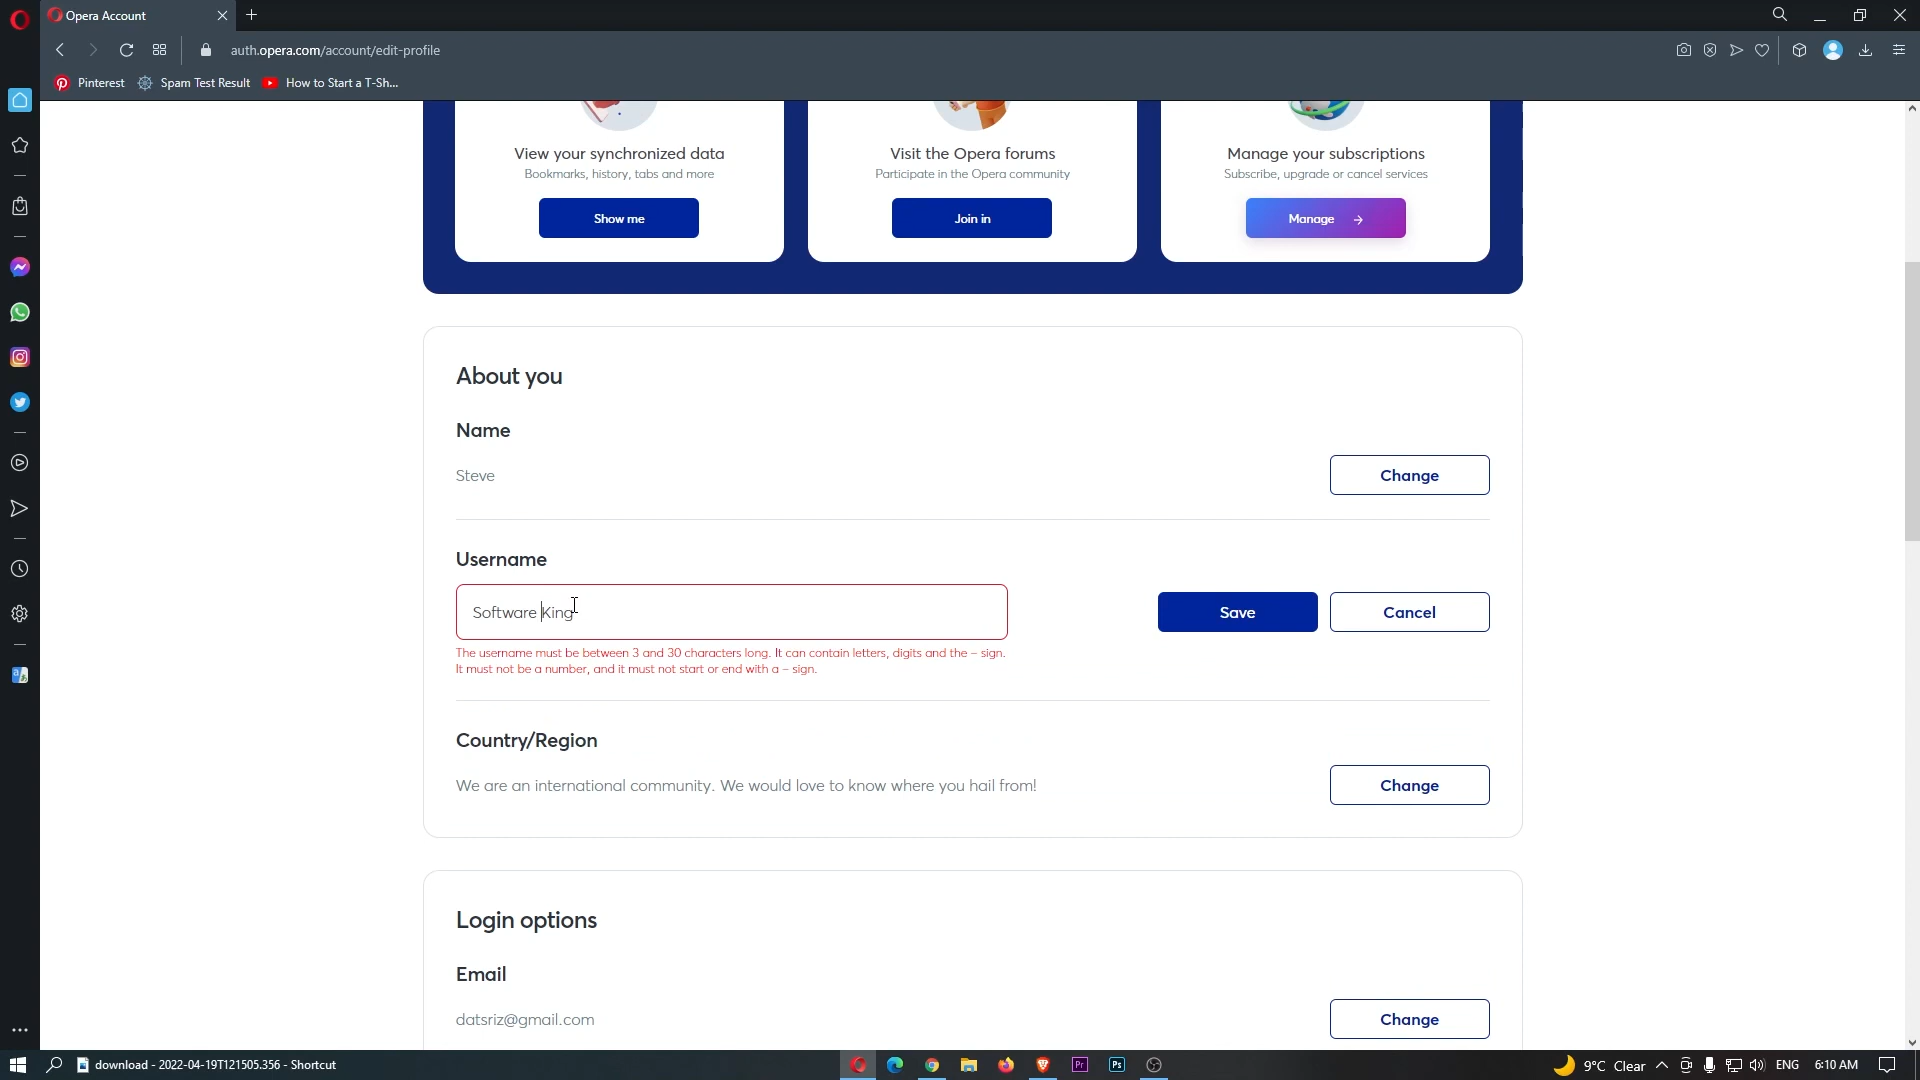 Opera Account
auth.opera.com/account/edit-profile
Pinterest
Spam Test Result
How to Start a T-Sh...
View your synchronized data
Bookmarks, history, tabs and more
Show me
Visit the Opera forums
Participate in the Opera community
Join in
Manage your subscriptions
Subscribe, upgrade or cancel services
Manage →
About you
Name
Steve
Change
Username
Software King
Save
Cancel
The username must be between 3 and 30 characters long. It can contain letters, digits and the – sign.
It must not be a number, and it must not start or end with a – sign.
Country/Region
We are an international community. We would love to know where you hail from!
Change
Login options
Email
datsriz@gmail.com
Change
download - 2022-04-19T121505.356 - Shortcut
Pr
Ps
9°C Clear
ENG
6:10 AM